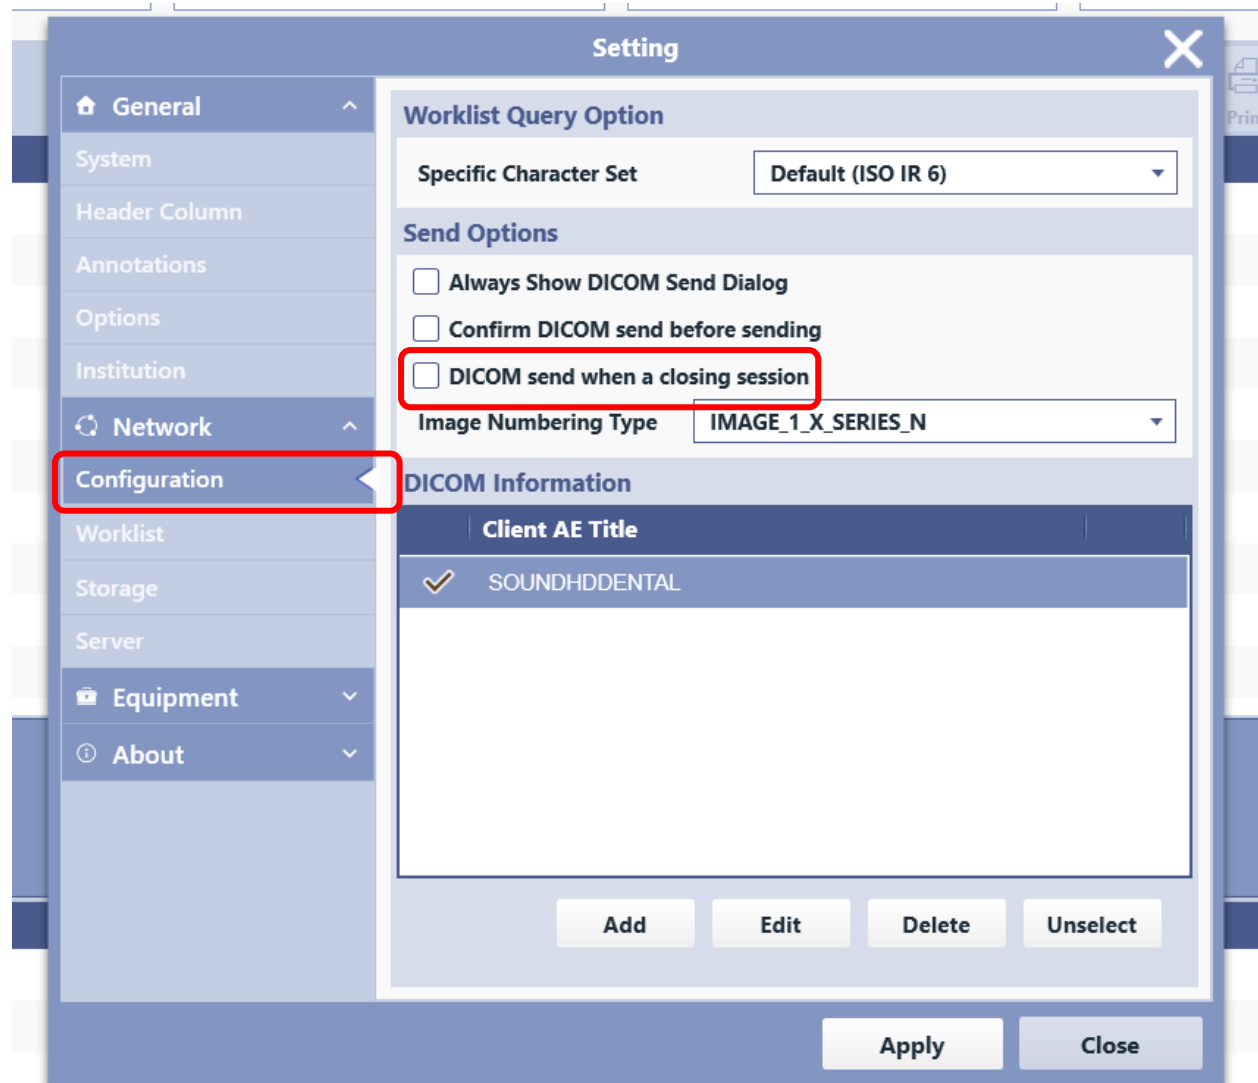 Setting
General
System
Header Column
Annotations
Options
Institution
Network
Configuration
Worklist
Storage
Server
Equipment
About
Worklist Query Option
Specific Character Set Default (ISO IR 6)
Send Options
Always Show DICOM Send Dialog
Confirm DICOM send before sending
DICOM send when a closing session
Image Numbering Type IMAGE_1_X_SERIES_N
DICOM Information
Client AE Title
SOUNDHDDENTAL
Add Edit Delete Unselect
Apply Close